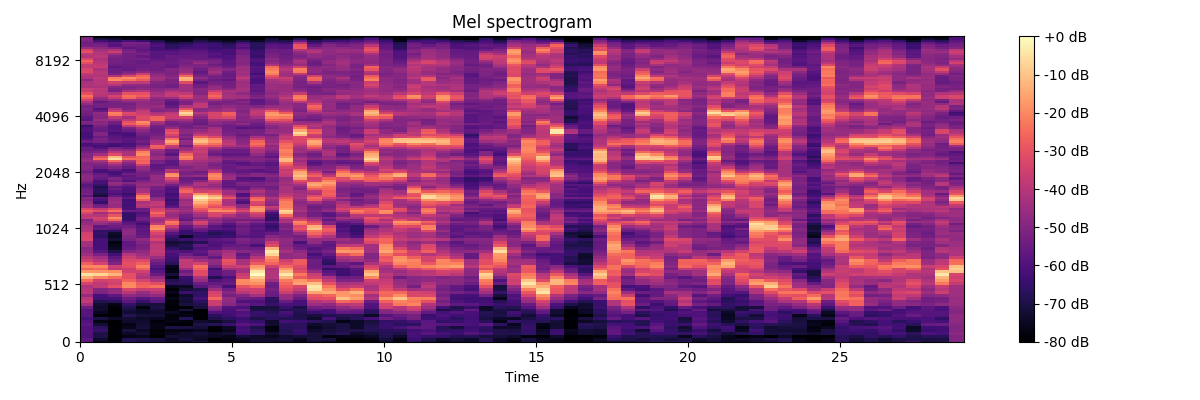 Mel spectrogram
8192
4096
2048
1024
512
0
Hz
0 5 10 15 20 25
Time
+0 dB
-10 dB
-20 dB
-30 dB
-40 dB
-50 dB
-60 dB
-70 dB
-80 dB